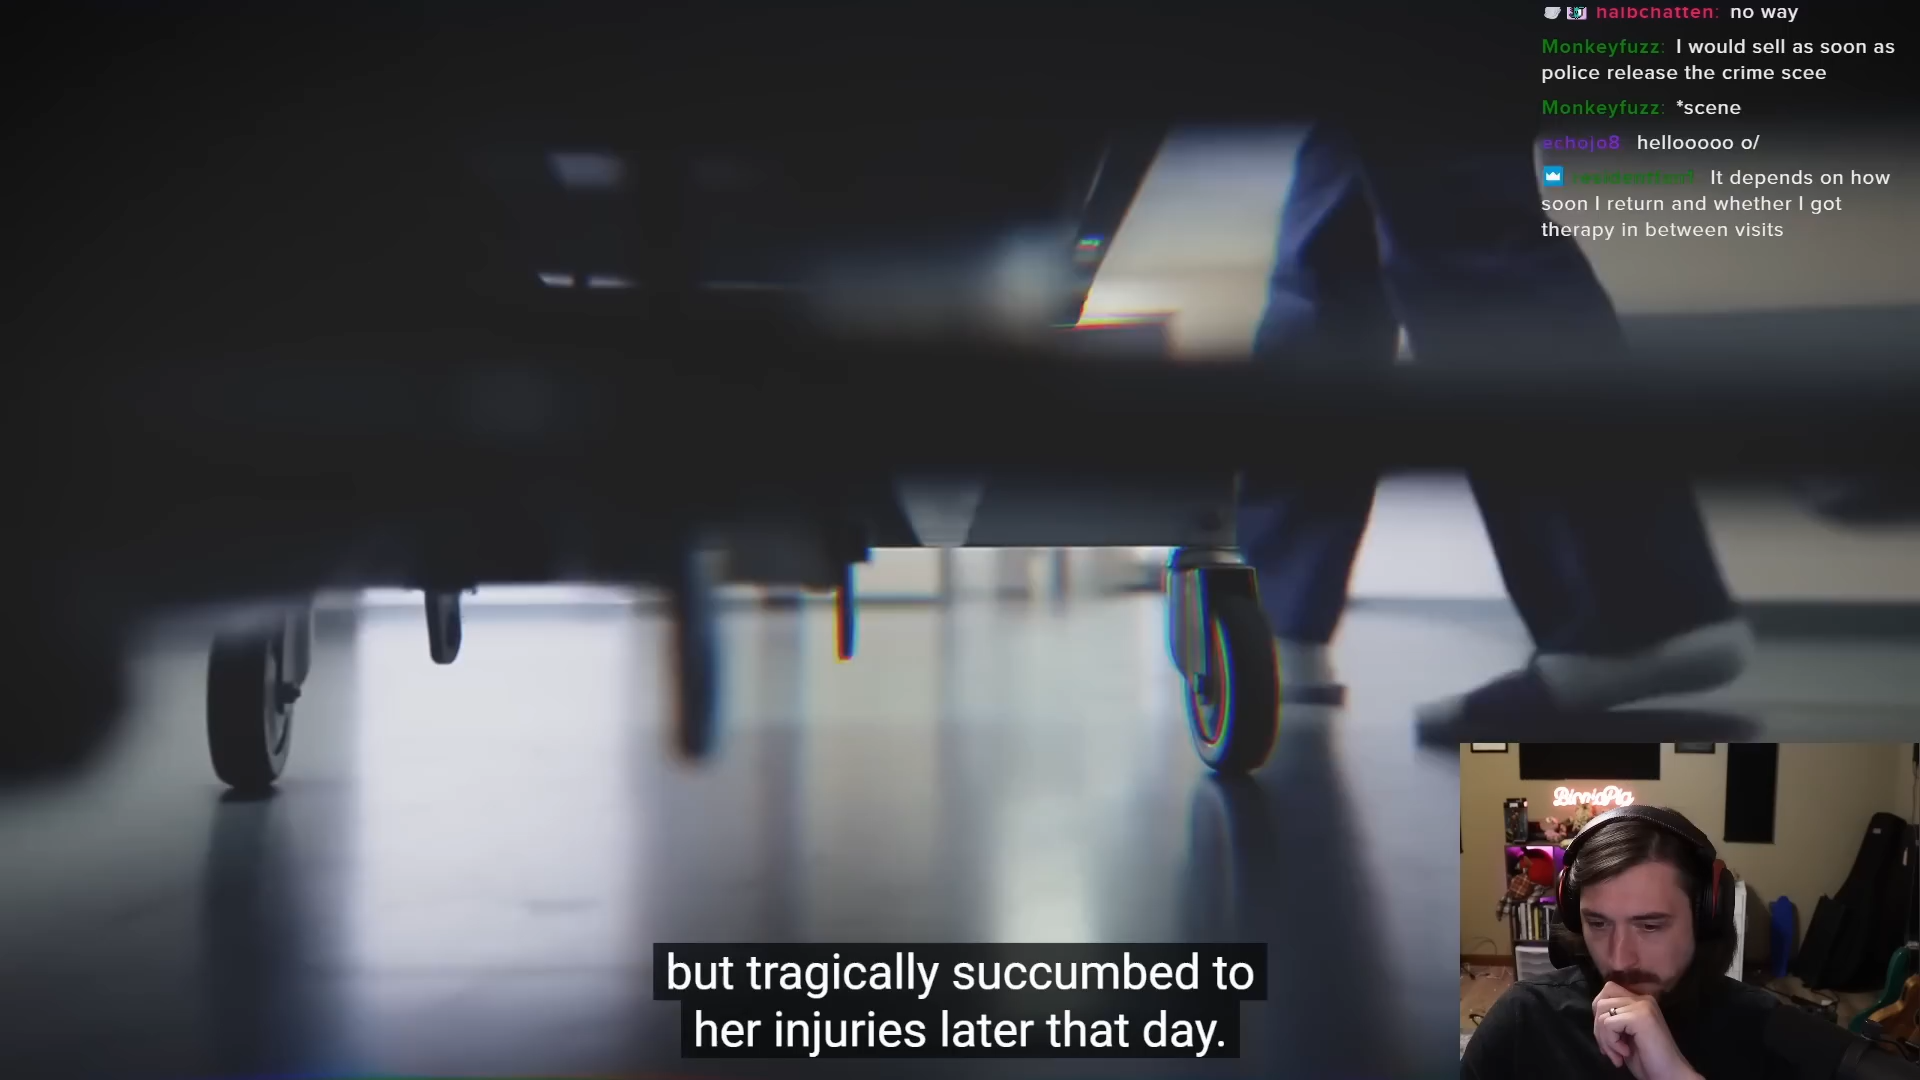 halbchatten: no way
Monkeyfuzz: I would sell as soon as
police release the crime scee
Monkeyfuzz: *scene
echojo8 hellooooo o/
It depends on how
soon I return and whether I got
therapy in between visits
but tragically succumbed to
her injuries later that day.